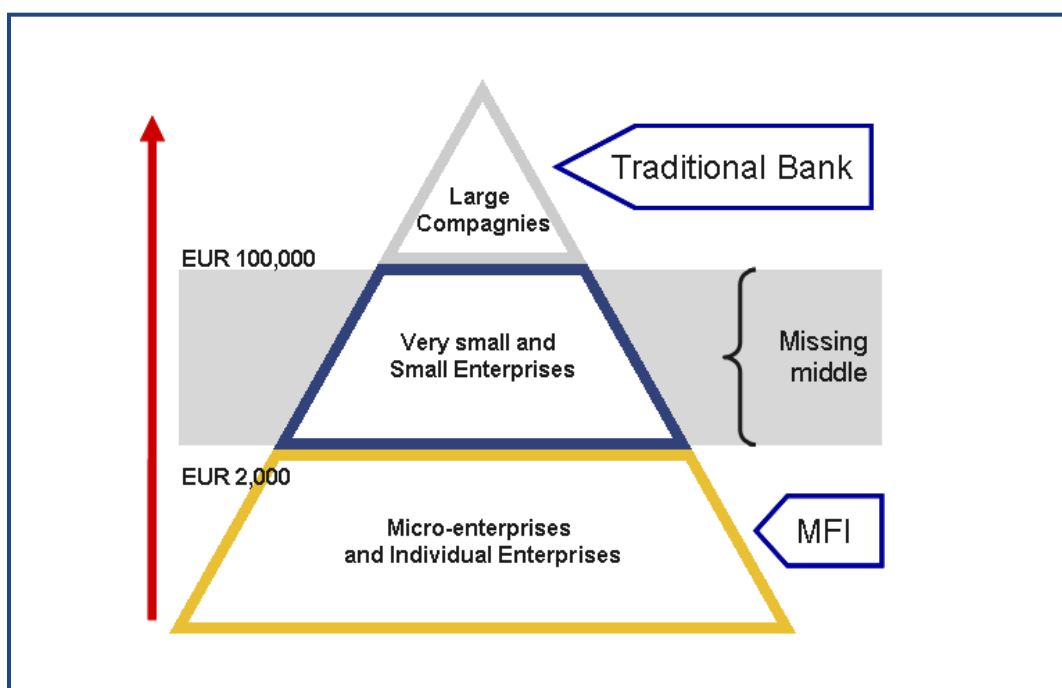 Traditional Bank
Large
Compagnies
EUR 100,000
Very small and
Small Enterprises
Missing
middle
EUR 2,000
Micro-enterprises
and Individual Enterprises
MFI